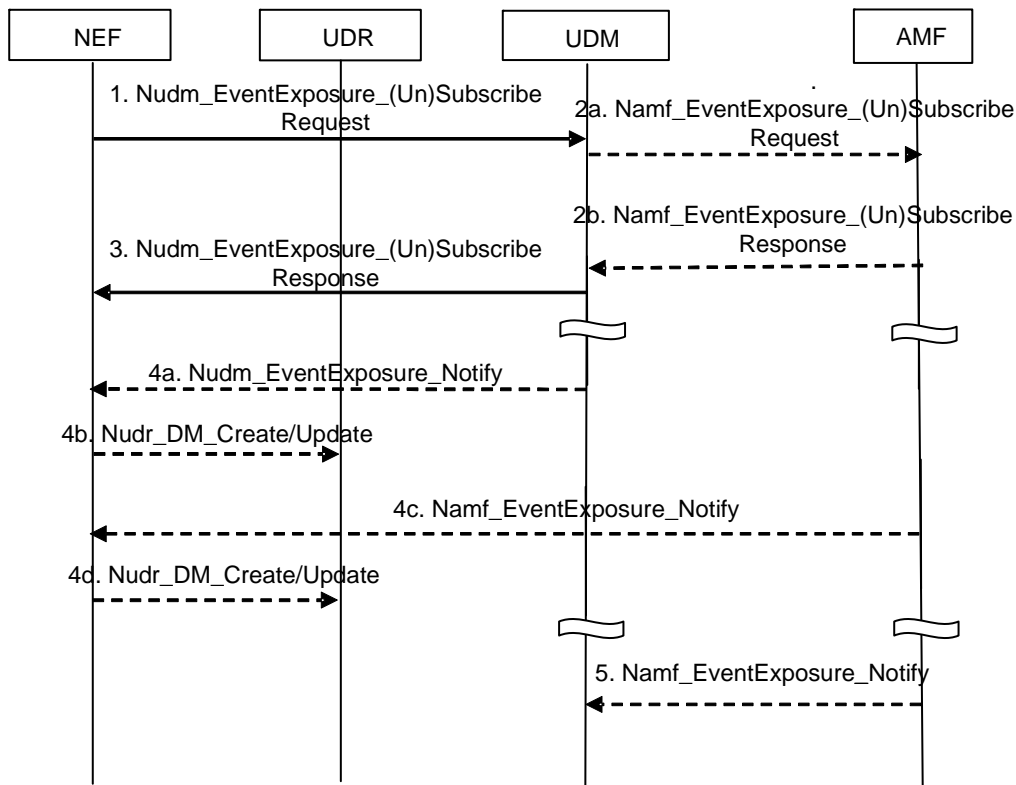 NEF
UDR
UDM
AMF
1. Nudm_EventExposure_(Un)Subscribe
Request
.
2a. Namf_EventExposure_(Un)Subscribe
Request
2b. Namf_EventExposure_(Un)Subscribe
Response
3. Nudm_EventExposure_(Un)Subscribe
Response
4a. Nudm_EventExposure_Notify
4b. Nudr_DM_Create/Update
4c. Namf_EventExposure_Notify
4d. Nudr_DM_Create/Update
5. Namf_EventExposure_Notify